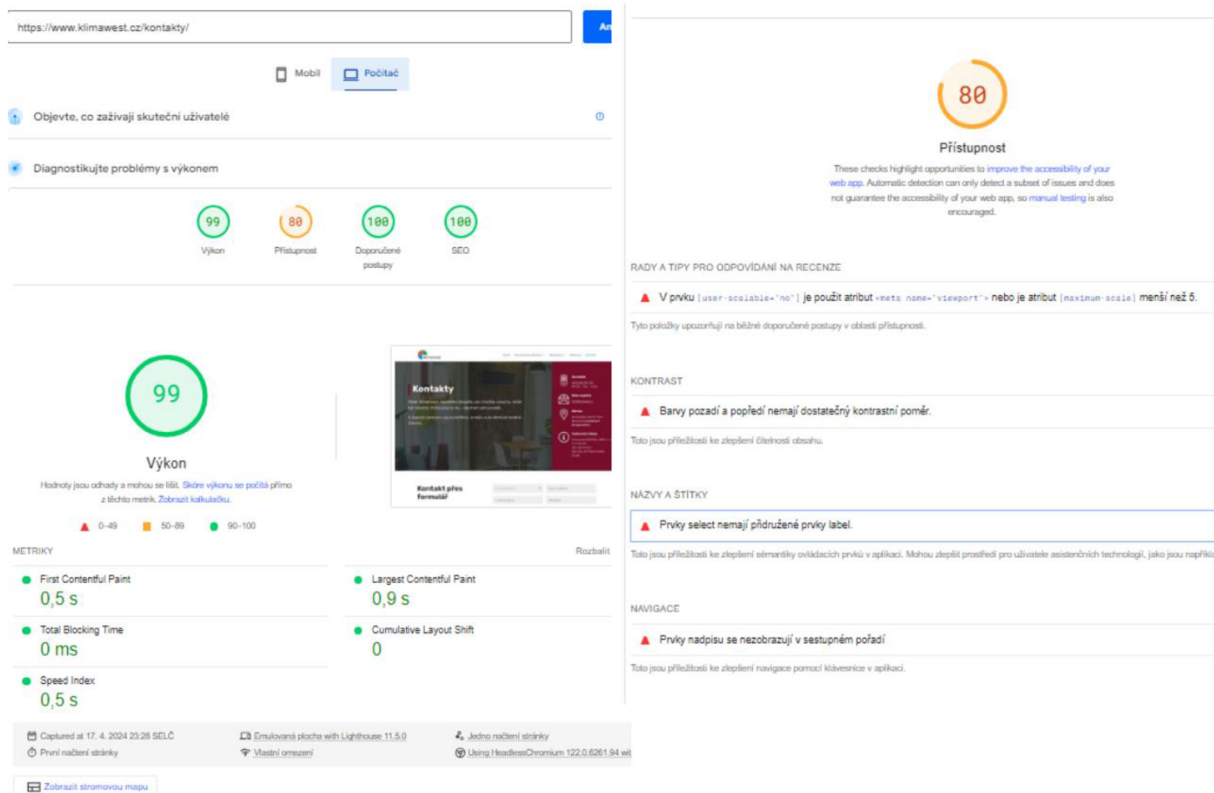 https://www.klimawest.cz/kontakty/
An
Mobil
Počítač
Objevte, co zažívají skuteční uživatelé
Diagnostikujte problémy s výkonem
99
80
100
100
Výkon
Přístupnost
Doporučené
postupy
SEO
99
Výkon
Hodnoty jsou odhady a mohou se lišit. Skóre výkonu se počítá přímo
z těchto metrik. Zobrazit kalkulačku.
0–49
50–89
90–100
Kontakty
Kontakt přes
formulář
METRIKY
Rozbalit
First Contentful Paint
0,5 s
Largest Contentful Paint
0,9 s
Total Blocking Time
0 ms
Cumulative Layout Shift
0
Speed Index
0,5 s
Captured at 17. 4. 2024 23:28 SELČ
Emulovaná plocha with Lighthouse 11.5.0
Jedno načtení stránky
První načtení stránky
Vlastní omezení
Using HeadlessChromium 122.0.6261.94 wit
Zobrazit stromovou mapu
80
Přístupnost
These checks highlight opportunities to improve the accessibility of your
web app. Automatic detection can only detect a subset of issues and does
not guarantee the accessibility of your web app, so manual testing is also
encouraged.
RADY A TIPY PRO ODPOVÍDÁNÍ NA RECENZE
V prvku [user-scalable="no"] je použit atribut <meta name="viewport"> nebo je atribut [maximum-scale] menší než 5.
Tyto položky upozorňují na běžné doporučené postupy v oblasti přístupnosti.
KONTRAST
Barvy pozadí a popředí nemají dostatečný kontrastní poměr.
Toto jsou příležitosti ke zlepšení čitelnosti obsahu.
NÁZVY A ŠTÍTKY
Prvky select nemají přidružené prvky label.
Toto jsou příležitosti ke zlepšení sémantiky ovládacích prvků v aplikaci. Mohou zlepšit prostředí pro uživatele asistenčních technologií, jako jsou napříkla
NAVIGACE
Prvky nadpisu se nezobrazují v sestupném pořadí
Toto jsou příležitosti ke zlepšení navigace pomocí klávesnice v aplikaci.